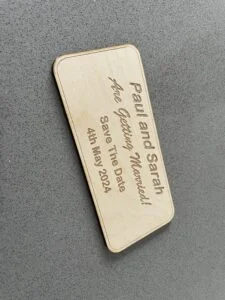 Paul and Sarah
Are Getting Married!
Save The Date
4th May 2024